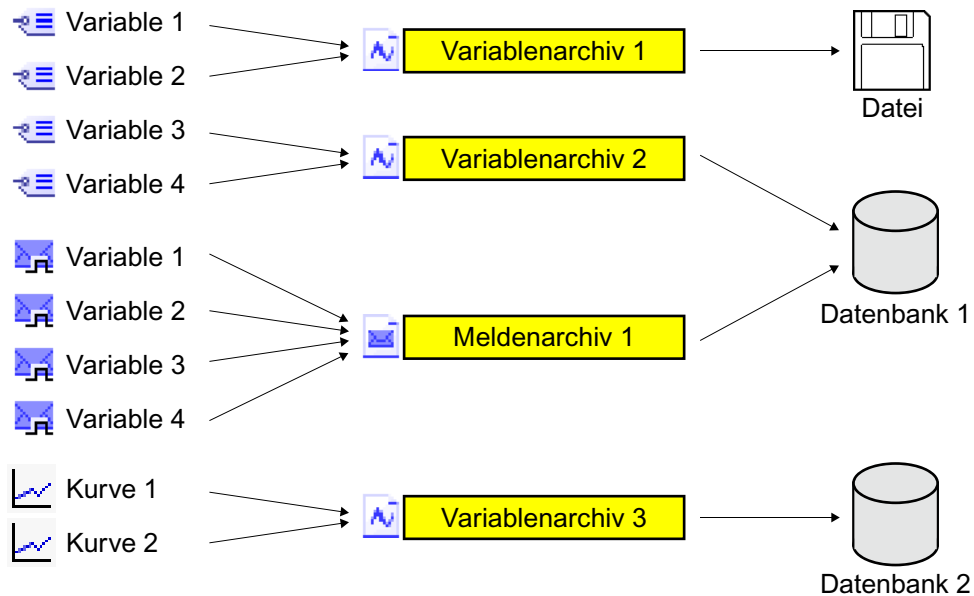 Variable 1
Variable 2
Variable 3
Variable 4
Variable 1
Variable 2
Variable 3
Variable 4
Kurve 1
Kurve 2
Variablenarchiv 1
Variablenarchiv 2
Meldenarchiv 1
Variablenarchiv 3
Datei
Datenbank 1
Datenbank 2